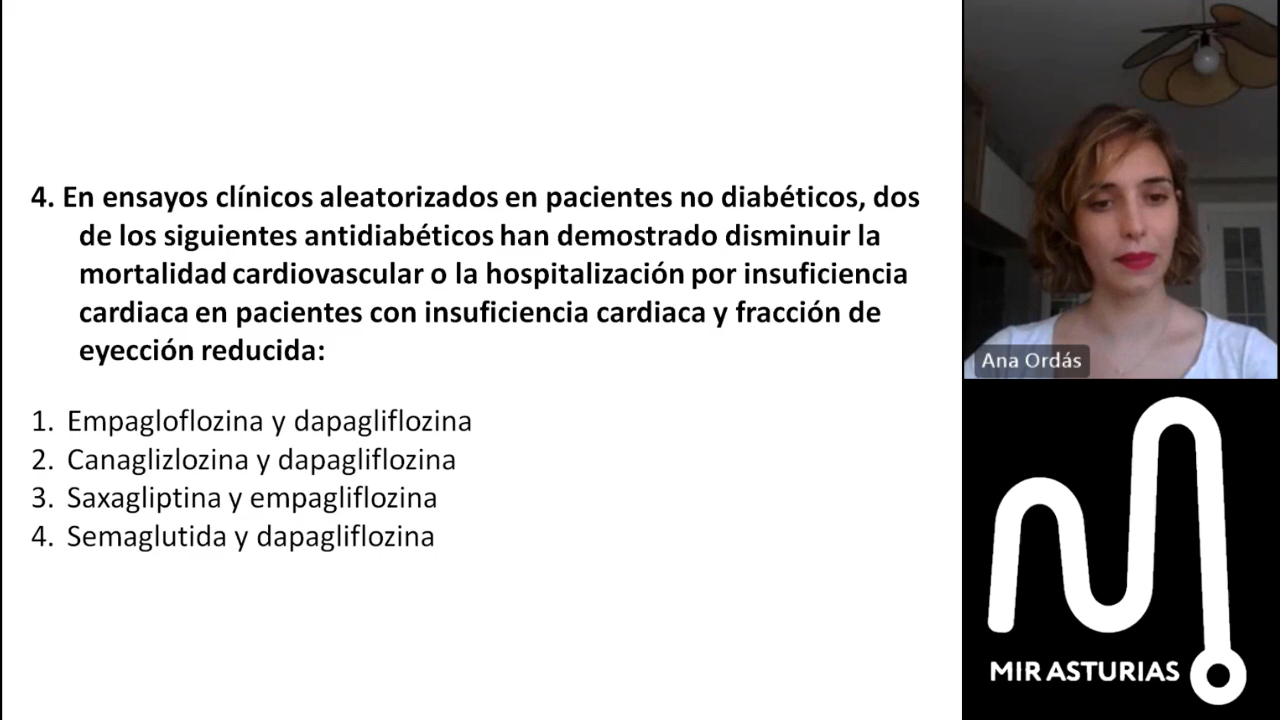 4. En ensayos clínicos aleatorizados en pacientes no diabéticos, dos
de los siguientes antidiabéticos han demostrado disminuir la
mortalidad cardiovascular o la hospitalización por insuficiencia
cardiaca en pacientes con insuficiencia cardiaca y fracción de
eyección reducida:
1. Empagloflozina y dapagliflozina
2. Canaglizlozina y dapagliflozina
3. Saxagliptina y empagliflozina
4. Semaglutida y dapagliflozina
Ana Ordás
MIR ASTURIAS